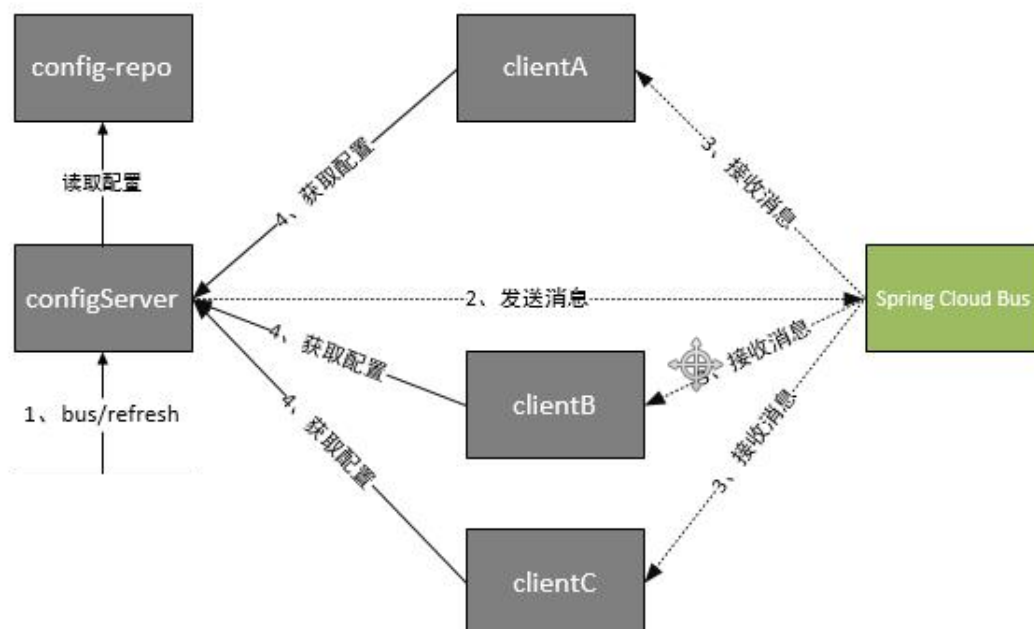 config-repo
clientA
读取配置
4、获取配置
3、接收消息
configServer
2、发送消息
Spring Cloud Bus
4、获取配置
、接收消息
1、bus/refresh
clientB
4、获取配置
3、接收消息
clientC